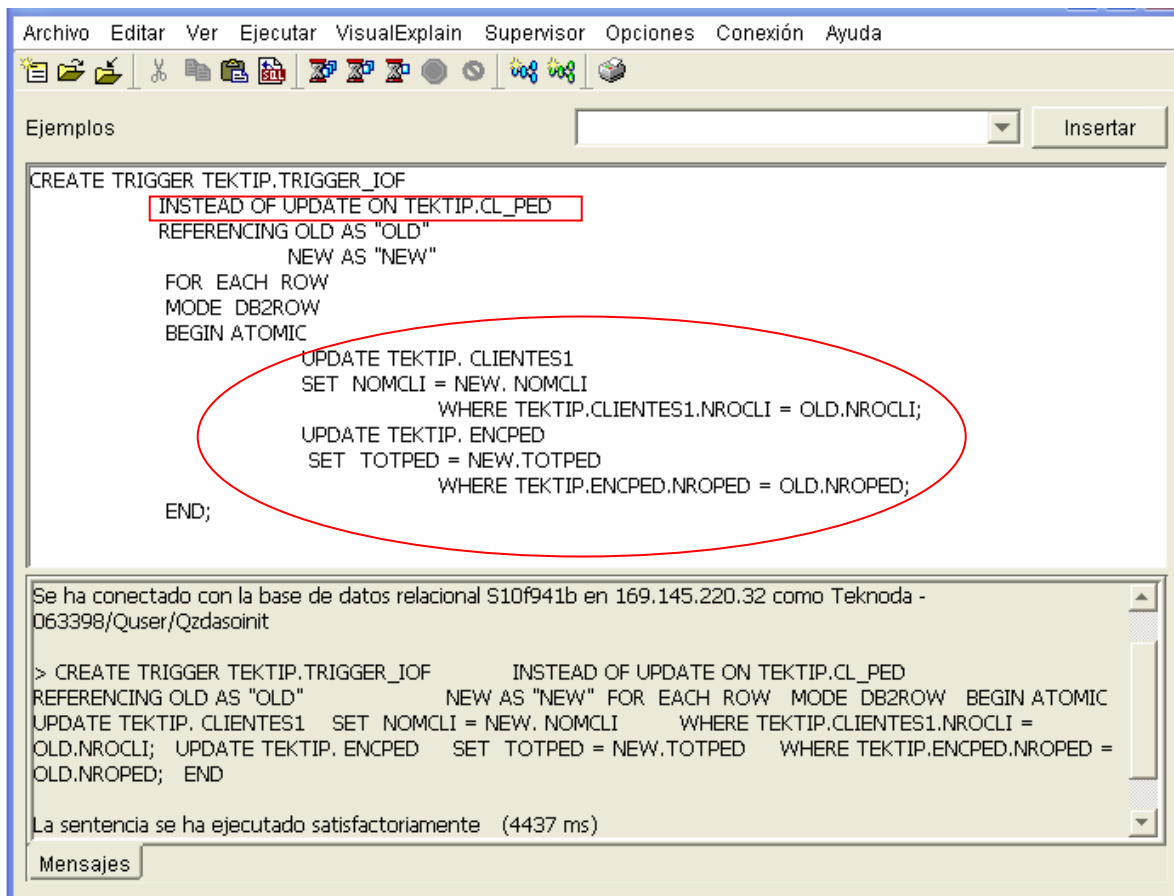 Archivo Editar Ver Ejecutar VisualExplain Supervisor Opciones Conexión Ayuda
Ejemplos Insertar
CREATE TRIGGER TEKTIP.TRIGGER_IOF
INSTEAD OF UPDATE ON TEKTIP.CL_PED
REFERENCING OLD AS "OLD"
NEW AS "NEW"
FOR EACH ROW
MODE DB2ROW
BEGIN ATOMIC
UPDATE TEKTIP. CLIENTES1
SET NOMCLI = NEW. NOMCLI
WHERE TEKTIP.CLIENTES1.NROCLI = OLD.NROCLI;
UPDATE TEKTIP. ENCPED
SET TOTPED = NEW.TOTPED
WHERE TEKTIP.ENCPED.NROPED = OLD.NROPED;
END;
Se ha conectado con la base de datos relacional S10f941b en 169.145.220.32 como Teknoda -
063398/Quser/Qzdasoinit
> CREATE TRIGGER TEKTIP.TRIGGER_IOF INSTEAD OF UPDATE ON TEKTIP.CL_PED
REFERENCING OLD AS "OLD" NEW AS "NEW" FOR EACH ROW MODE DB2ROW BEGIN ATOMIC
UPDATE TEKTIP. CLIENTES1 SET NOMCLI = NEW. NOMCLI WHERE TEKTIP.CLIENTES1.NROCLI =
OLD.NROCLI; UPDATE TEKTIP. ENCPED SET TOTPED = NEW.TOTPED WHERE TEKTIP.ENCPED.NROPED =
OLD.NROPED; END
La sentencia se ha ejecutado satisfactoriamente (4437 ms)
Mensajes